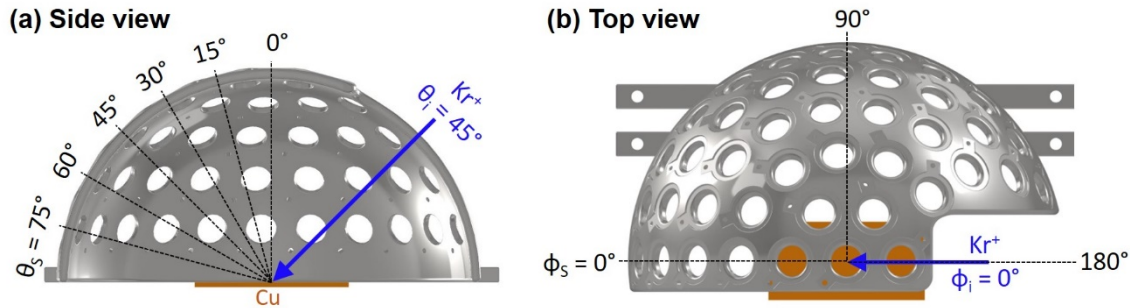 (a) Side view
0°
15°
30°
45°
60°
θS = 75°
Kr+
θi = 45°
Cu
(b) Top view
90°
ϕS = 0°
Kr+
ϕi = 0°
180°